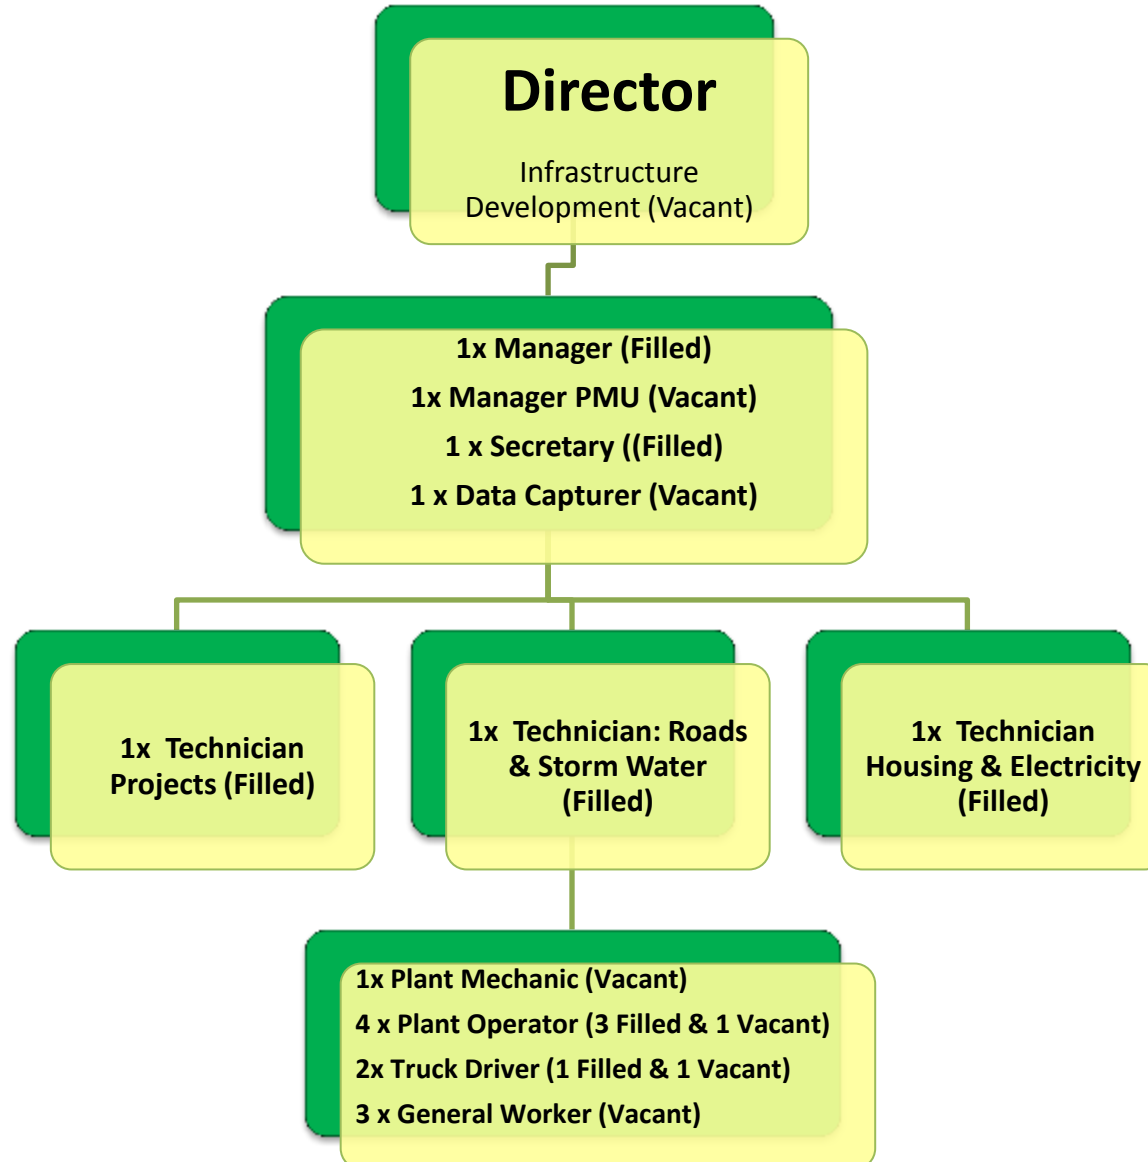 Director
Infrastructure
Development (Vacant)
1x Manager (Filled)
1x Manager PMU (Vacant)
1 x Secretary ((Filled)
1 x Data Capturer (Vacant)
1x Technician
Projects (Filled)
1x Technician: Roads
& Storm Water
(Filled)
1x Technician
Housing & Electricity
(Filled)
1x Plant Mechanic (Vacant)
4 x Plant Operator (3 Filled & 1 Vacant)
2x Truck Driver (1 Filled & 1 Vacant)
3 x General Worker (Vacant)